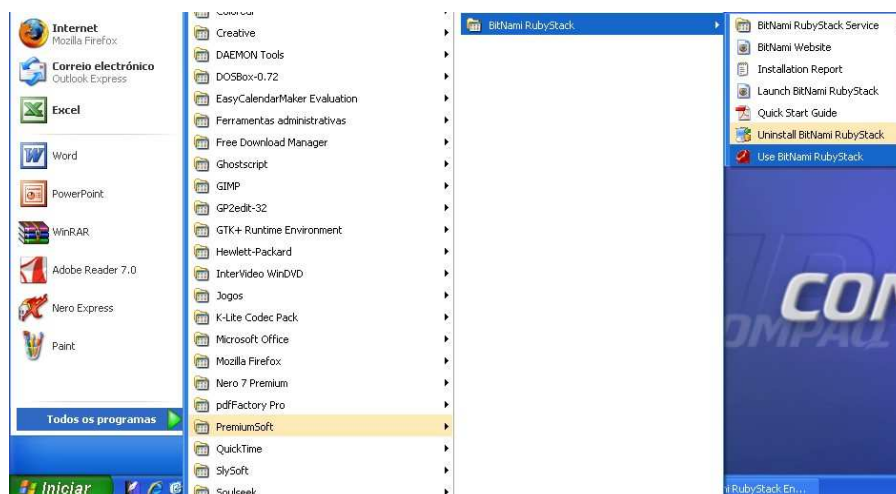 Internet
Mozilla Firefox
Correio electrónico
Outlook Express
Excel
Word
PowerPoint
WinRAR
Adobe Reader 7.0
Nero Express
Paint
Todos os programas
Iniciar
Creative
DAEMON Tools
DOSBox-0.72
EasyCalendarMaker Evaluation
Ferramentas administrativas
Free Download Manager
Ghostscript
GIMP
GP2edit-32
GTK+ Runtime Environment
Hewlett-Packard
InterVideo WinDVD
Jogos
K-Lite Codec Pack
Microsoft Office
Mozilla Firefox
Nero 7 Premium
pdfFactory Pro
PremiumSoft
QuickTime
SlySoft
Soulseek
BitNami RubyStack
BitNami RubyStack Service
BitNami Website
Installation Report
Launch BitNami RubyStack
Quick Start Guide
Uninstall BitNami RubyStack
Use BitNami RubyStack
COM
COMPAQ
ni RubyStack En...